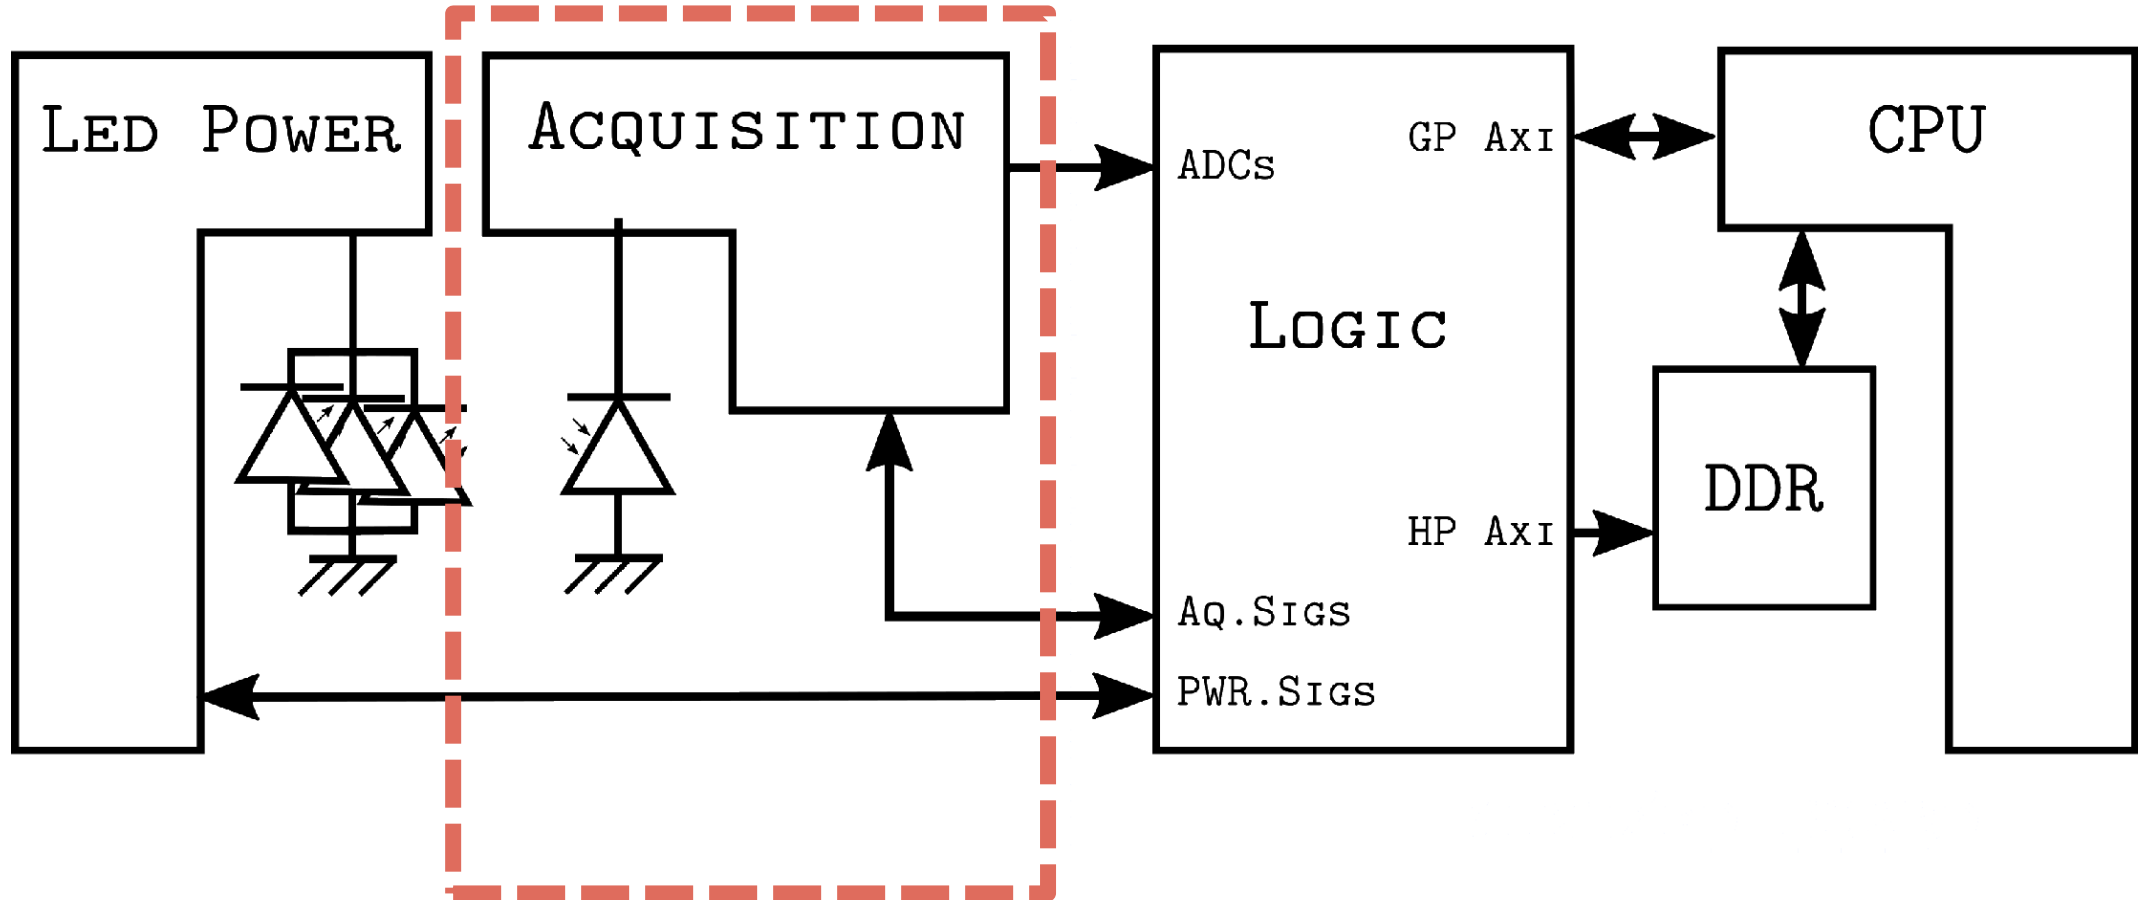 LED POWER
ACQUISITION
ADCS
GP AXI
CPU
LOGIC
DDR
HP AXI
AQ.SIGS
PWR.SIGS